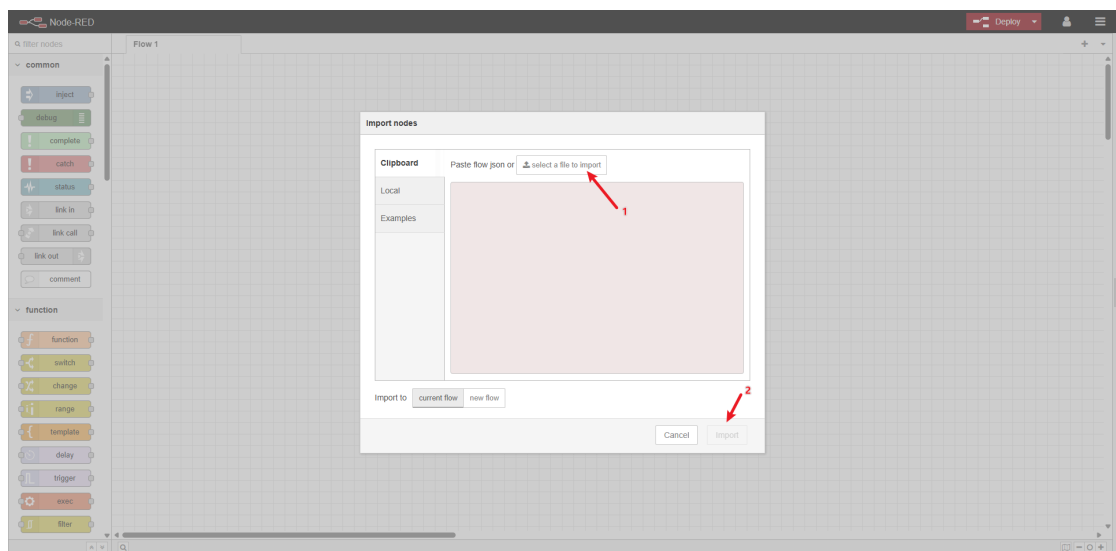 Node-RED
Deploy
filter nodes
Flow 1
common
inject
debug
complete
catch
status
link in
link call
link out
comment
function
function
switch
change
range
template
delay
trigger
exec
filter
Import nodes
Clipboard
Paste flow json or select a file to import
Local
Examples
1
Import to current flow new flow
2
Cancel Import